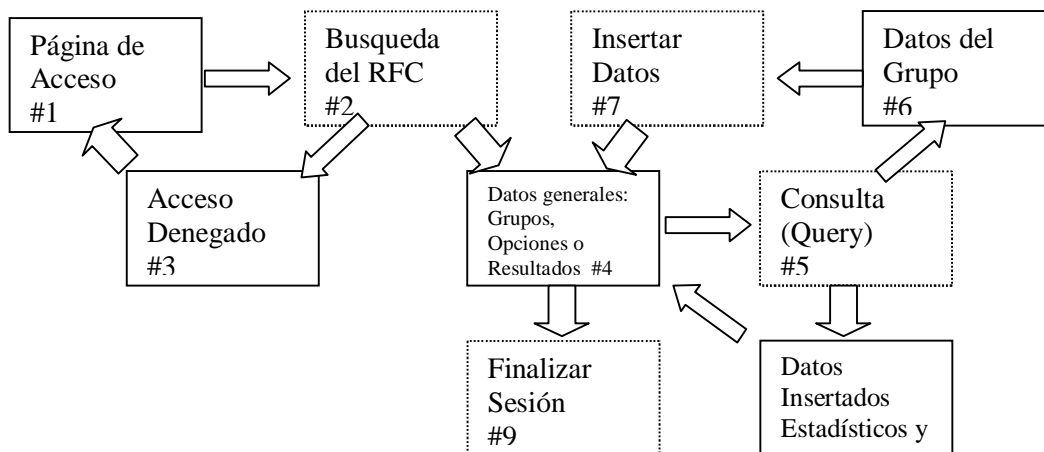 Página de
Acceso
#1
Busqueda
del RFC
#2
Insertar
Datos
#7
Datos del
Grupo
#6
Acceso
Denegado
#3
Datos generales:
Grupos,
Opciones o
Resultados #4
Consulta
(Query)
#5
Finalizar
Sesión
#9
Datos
Insertados
Estadísticos y